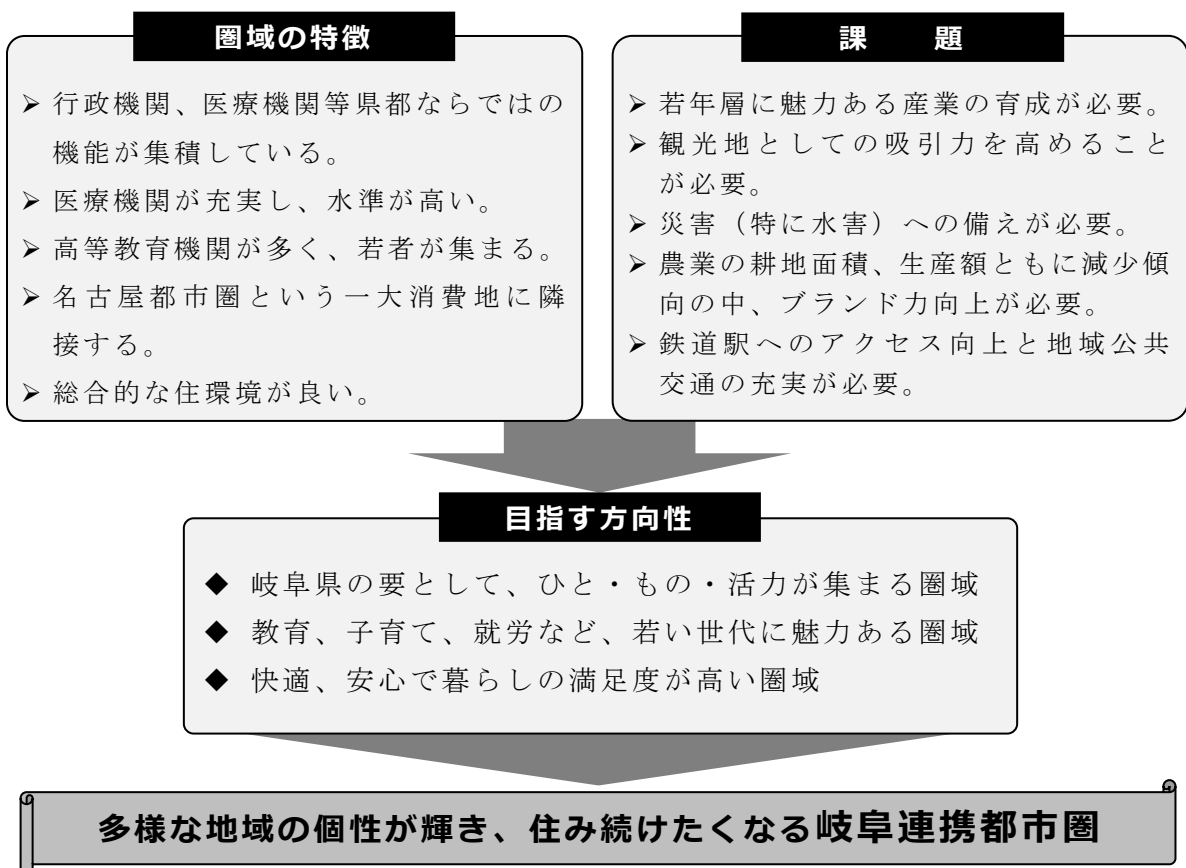 圏域の特徴
➢ 行政機関、医療機関等県都ならではの
機能が集積している。
➢ 医療機関が充実し、水準が高い。
➢ 高等教育機関が多く、若者が集まる。
➢ 名古屋都市圏という一大消費地に隣
接する。
➢ 総合的な住環境が良い。
課　題
➢ 若年層に魅力ある産業の育成が必要。
➢ 観光地としての吸引力を高めること
が必要。
➢ 災害（特に水害）への備えが必要。
➢ 農業の耕地面積、生産額ともに減少傾
向の中、ブランド力向上が必要。
➢ 鉄道駅へのアクセス向上と地域公共
交通の充実が必要。
目指す方向性
◆ 岐阜県の要として、ひと・もの・活力が集まる圏域
◆ 教育、子育て、就労など、若い世代に魅力ある圏域
◆ 快適、安心で暮らしの満足度が高い圏域
多様な地域の個性が輝き、住み続けたくなる岐阜連携都市圏